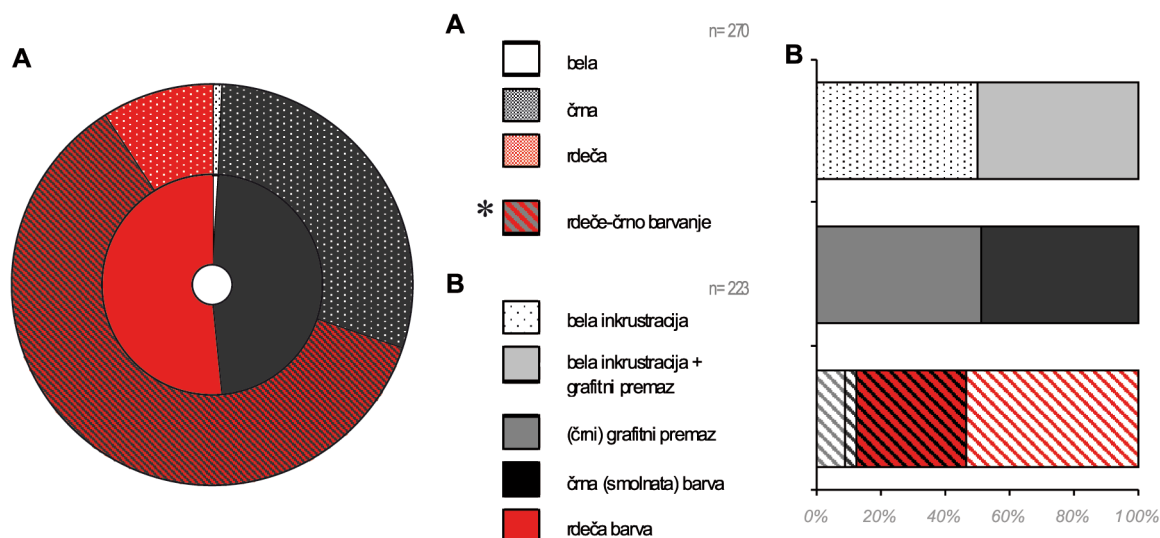 A
A
n= 270
bela
črna
rdeča
*
rdeče-črno barvanje
B
n= 223
bela inkrustracija
bela inkrustracija +
grafitni premaz
(črni) grafitni premaz
črna (smolnata) barva
rdeča barva
B
0% 20% 40% 60% 80% 100%